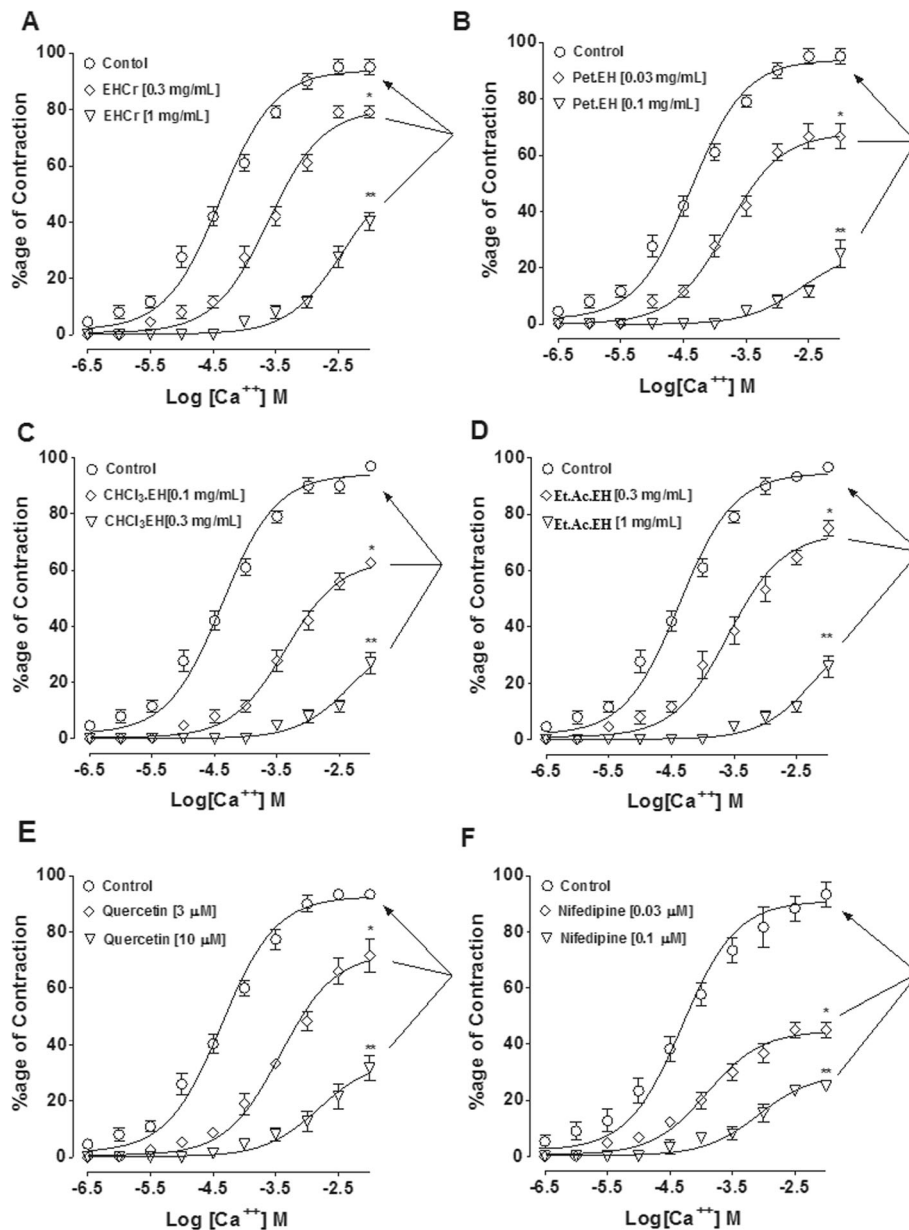 A
Contol
EHCr [0.3 mg/mL]
EHCr [1 mg/mL]
%age of Contraction
100
80
60
40
20
0
*
**
-6.5 -5.5 -4.5 -3.5 -2.5
Log [Ca++] M
B
Control
Pet.EH [0.03 mg/mL]
Pet.EH [0.1 mg/mL]
%age of Contraction
100
80
60
40
20
0
*
**
-6.5 -5.5 -4.5 -3.5 -2.5
Log[Ca++] M
C
Control
CHCl3.EH[0.1 mg/mL]
CHCl3EH[0.3 mg/mL]
%age of Contraction
100
80
60
40
20
0
*
**
-6.5 -5.5 -4.5 -3.5 -2.5
Log[Ca++] M
D
Control
Et.Ac.EH [0.3 mg/mL]
Et.Ac.EH [1 mg/mL]
%age of Contraction
100
80
60
40
20
0
*
**
-6.5 -5.5 -4.5 -3.5 -2.5
Log[Ca++] M
E
Control
Quercetin [3 µM]
Quercetin [10 µM]
%age of Contraction
100
80
60
40
20
0
*
**
-6.5 -5.5 -4.5 -3.5 -2.5
Log [Ca++] M
F
Control
Nifedipine [0.03 µM]
Nifedipine [0.1 µM]
%age of Contraction
100
80
60
40
20
0
*
**
-6.5 -5.5 -4.5 -3.5 -2.5
Log [Ca++] M